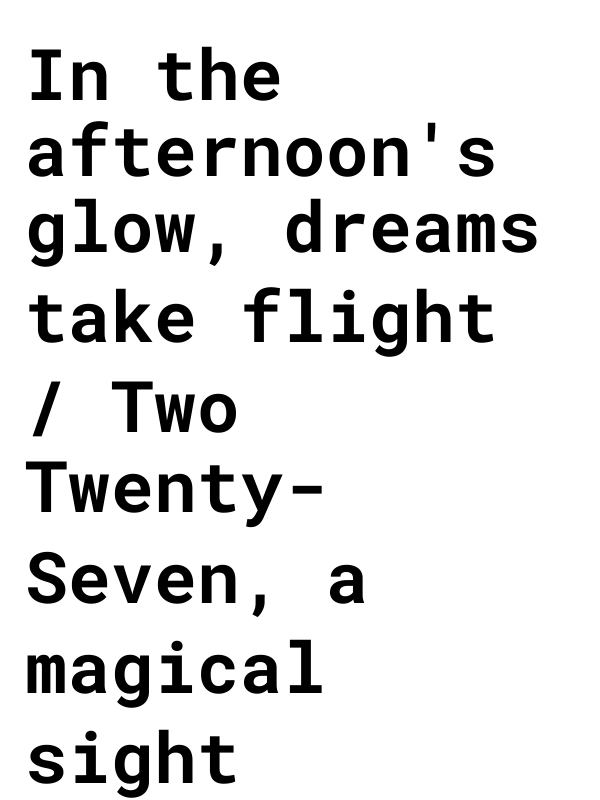 In the
afternoon's
glow, dreams
take flight
/ Two
Twenty-
Seven, a
magical
sight